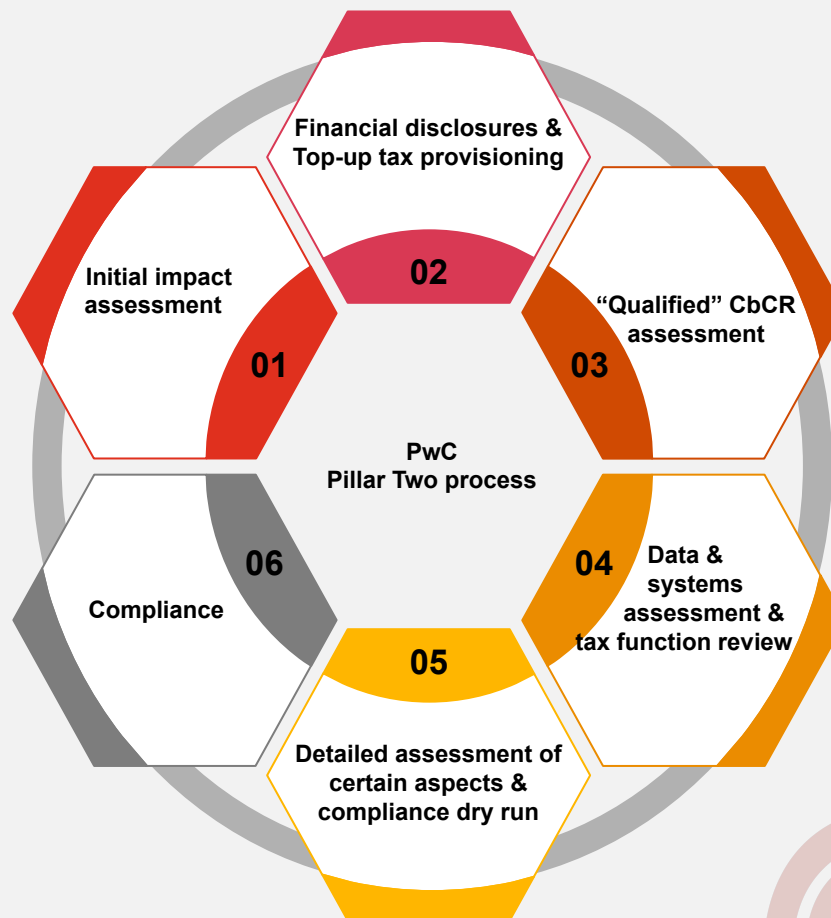 Initial impact
assessment
01
Financial disclosures &
Top-up tax provisioning
02
“Qualified” CbCR
assessment
03
Data &
systems
assessment &
tax function review
04
Detailed assessment of
certain aspects &
compliance dry run
05
Compliance
06
PwC
Pillar Two process